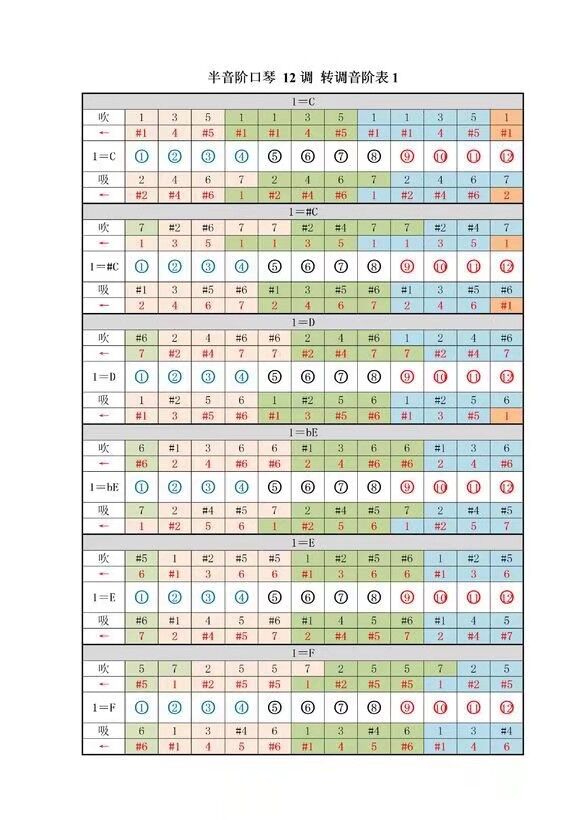 半音阶口琴 12 调 转调音阶表 1
1=C
吹 1 3 5 1 1 3 5 1 1 3 5 1
← #1 4 #5 #1 #1 4 #5 #1 #1 4 #5 #1
1=C ① ② ③ ④ ⑤ ⑥ ⑦ ⑧ ⑨ ⑩ ⑪ ⑫
吸 2 4 6 7 2 4 6 7 2 4 6 7
← #2 #4 #6 1 #2 #4 #6 1 #2 #4 #6 2
1=#C
吹 7 #2 #6 7 7 #2 #4 7 7 #2 #4 7
← 1 3 5 1 1 3 5 1 1 3 5 1
1=#C ① ② ③ ④ ⑤ ⑥ ⑦ ⑧ ⑨ ⑩ ⑪ ⑫
吸 #1 3 #5 #6 #1 3 #5 #6 #1 3 #5 #6
← 2 4 6 7 2 4 6 7 2 4 6 #1
1=D
吹 #6 2 4 #6 #6 2 4 #6 1 2 4 #6
← 7 #2 #4 7 7 #2 #4 7 7 #2 #4 7
1=D ① ② ③ ④ ⑤ ⑥ ⑦ ⑧ ⑨ ⑩ ⑪ ⑫
吸 1 #2 5 6 1 #2 5 6 1 #2 5 6
← #1 3 #5 #6 #1 3 #5 #6 #1 3 #5 1
1=bE
吹 6 #1 3 6 6 #1 3 6 6 #1 3 6
← #6 2 4 #6 #6 2 4 #6 #6 2 4 #6
1=bE ① ② ③ ④ ⑤ ⑥ ⑦ ⑧ ⑨ ⑩ ⑪ ⑫
吸 7 2 #4 #5 7 2 #4 #5 7 2 #4 #5
← 1 #2 5 6 1 #2 5 6 1 #2 5 7
1=E
吹 #5 1 #2 #5 #5 1 #2 #5 #5 1 #2 #5
← 6 #1 3 6 6 #1 3 6 6 #1 3 6
1=E ① ② ③ ④ ⑤ ⑥ ⑦ ⑧ ⑨ ⑩ ⑪ ⑫
吸 #6 #1 4 5 #6 #1 4 5 #6 #1 4 5
← 7 2 #4 #5 7 2 #4 #5 7 2 #4 #7
1=F
吹 5 7 2 5 5 7 2 5 5 7 2 5
← #5 1 #2 #5 #5 1 #2 #5 #5 1 #2 #5
1=F ① ② ③ ④ ⑤ ⑥ ⑦ ⑧ ⑨ ⑩ ⑪ ⑫
吸 6 1 3 #4 6 1 3 #4 6 1 3 #4
← #6 #1 4 5 #6 #1 4 5 #6 #1 4 6